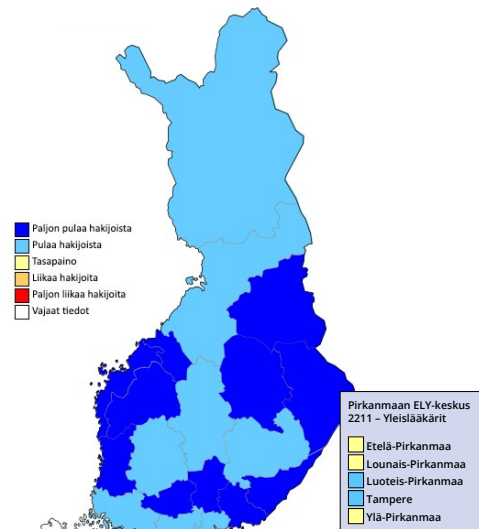 Paljon pulaa hakijoista
Pulaa hakijoista
Tasapaino
Liikaa hakijoita
Paljon liikaa hakijoita
Vajaat tiedot
Pirkanmaan ELY-keskus
2211 – Yleislääkärit
Etelä-Pirkanmaa
Lounais-Pirkanmaa
Luoteis-Pirkanmaa
Tampere
Ylä-Pirkanmaa